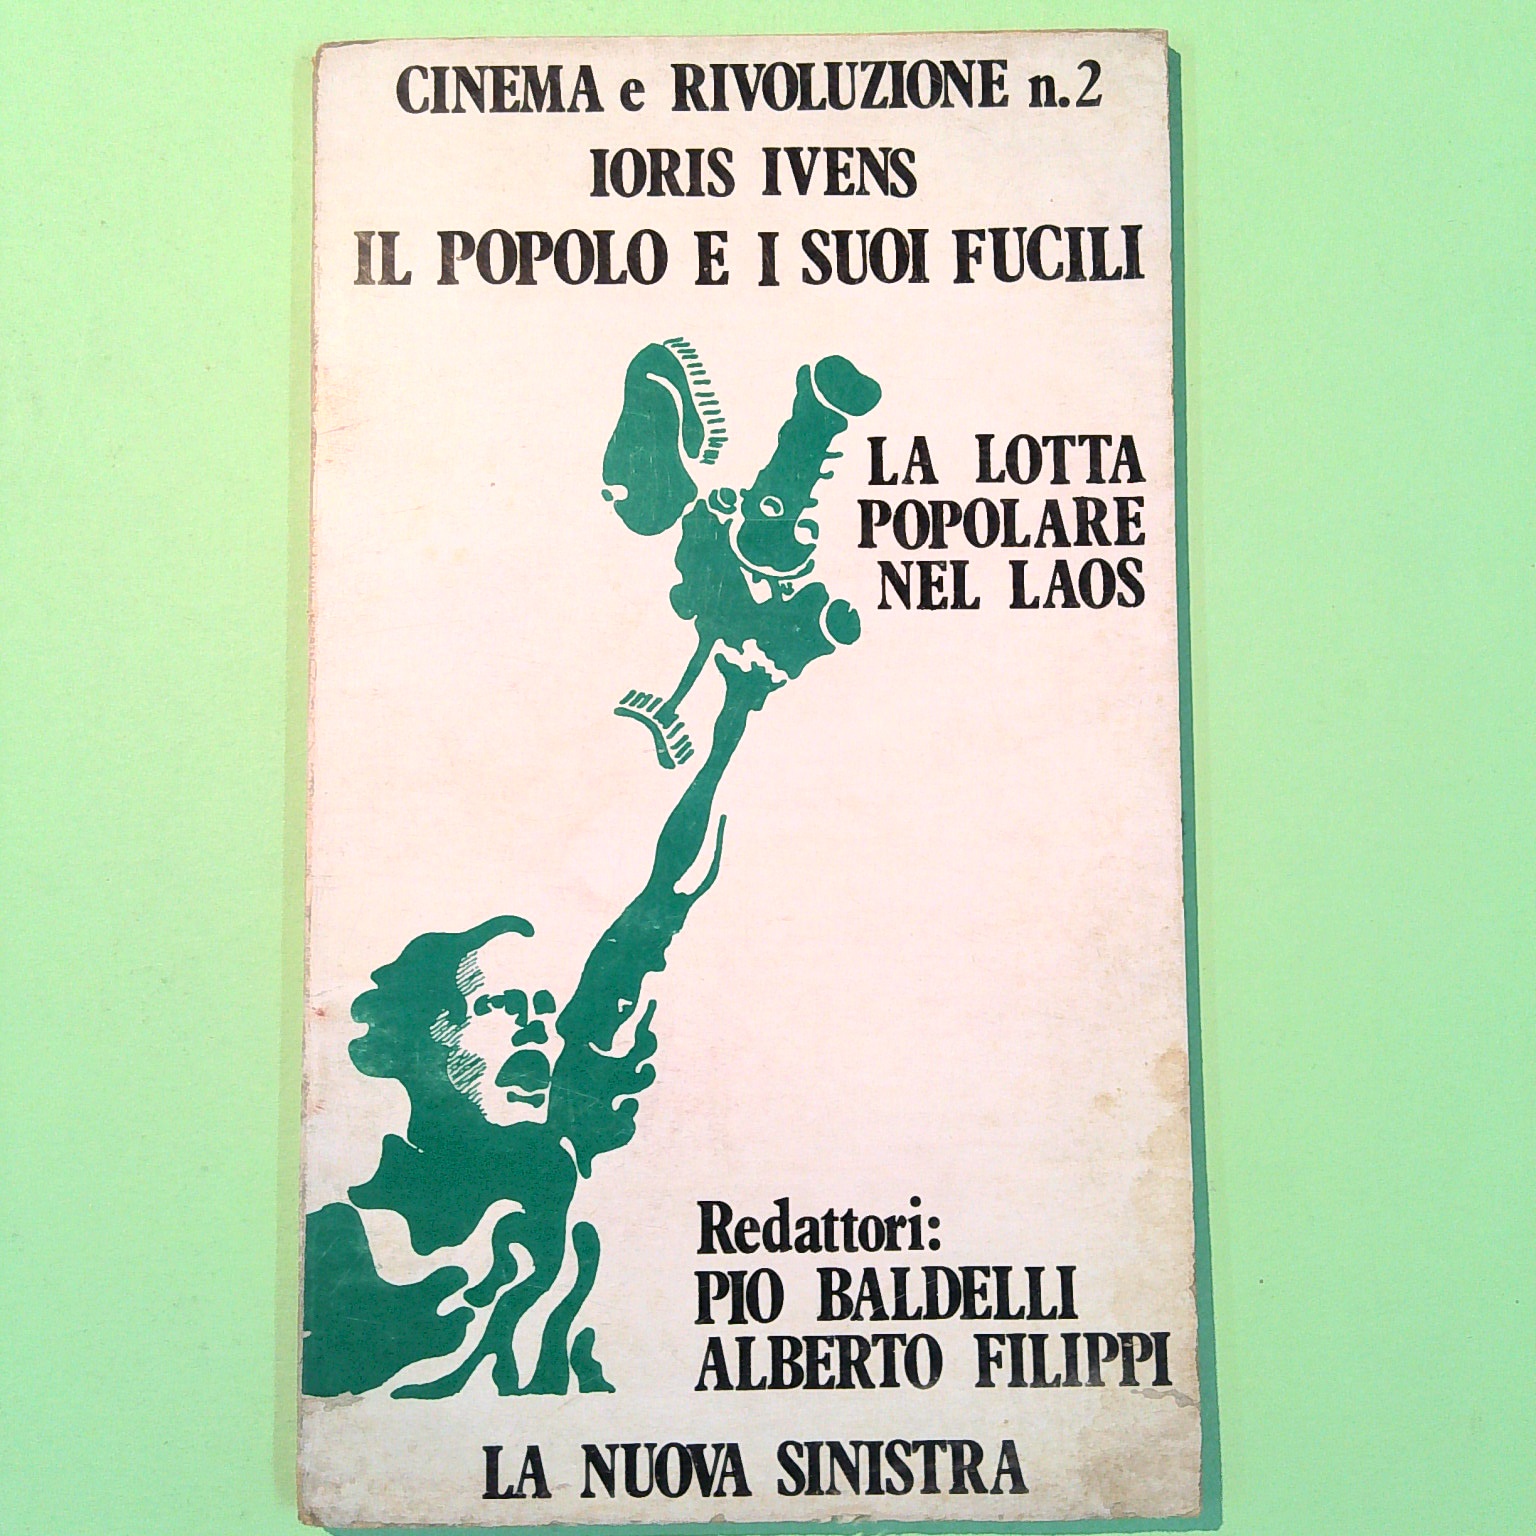 CINEMA e RIVOLUZIONE n.2
IORIS IVENS
IL POPOLO E I SUOI FUCILI
LA LOTTA
POPOLARE
NEL LAOS
Redattori:
PIO BALDELLI
ALBERTO FILIPPI
LA NUOVA SINISTRA